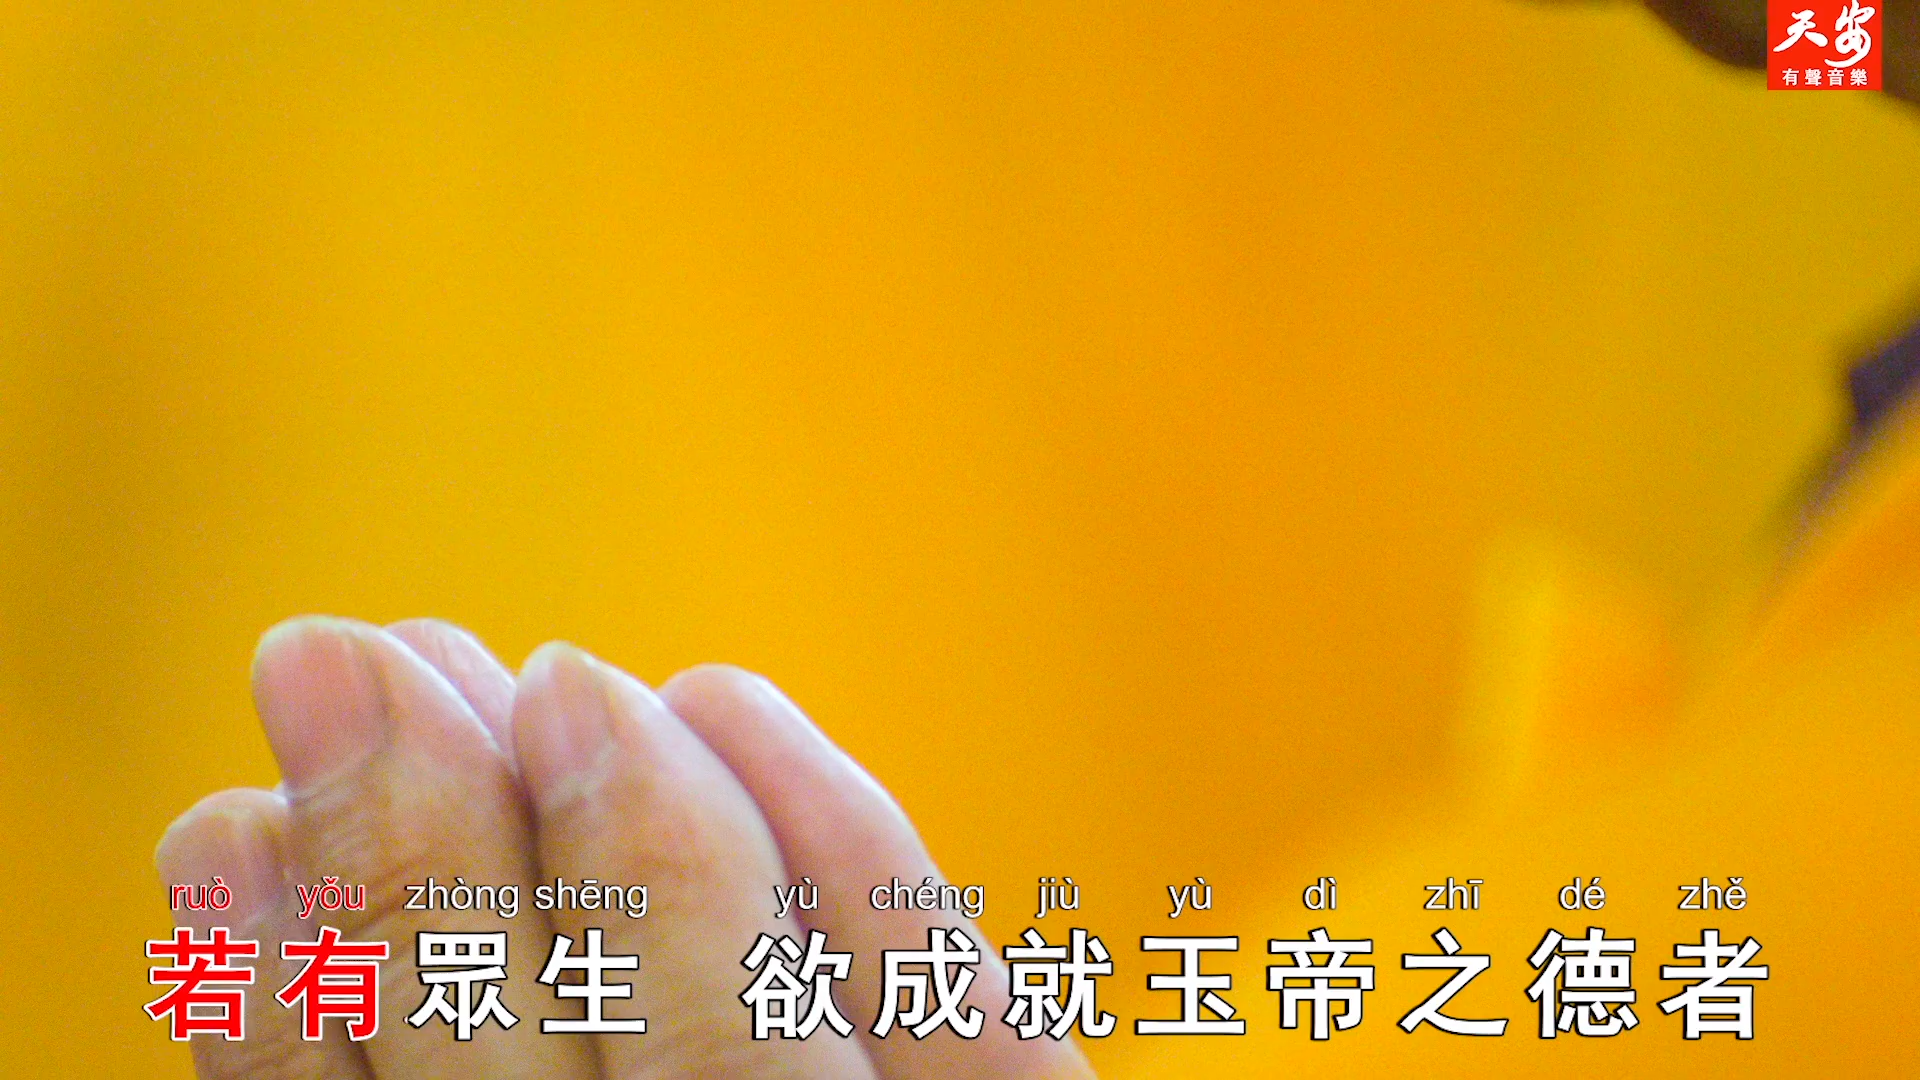 天安
有聲音樂
ruò yǒu zhòng shēng yù chéng jiù yù dì zhī dé zhě
若有眾生 欲成就玉帝之德者